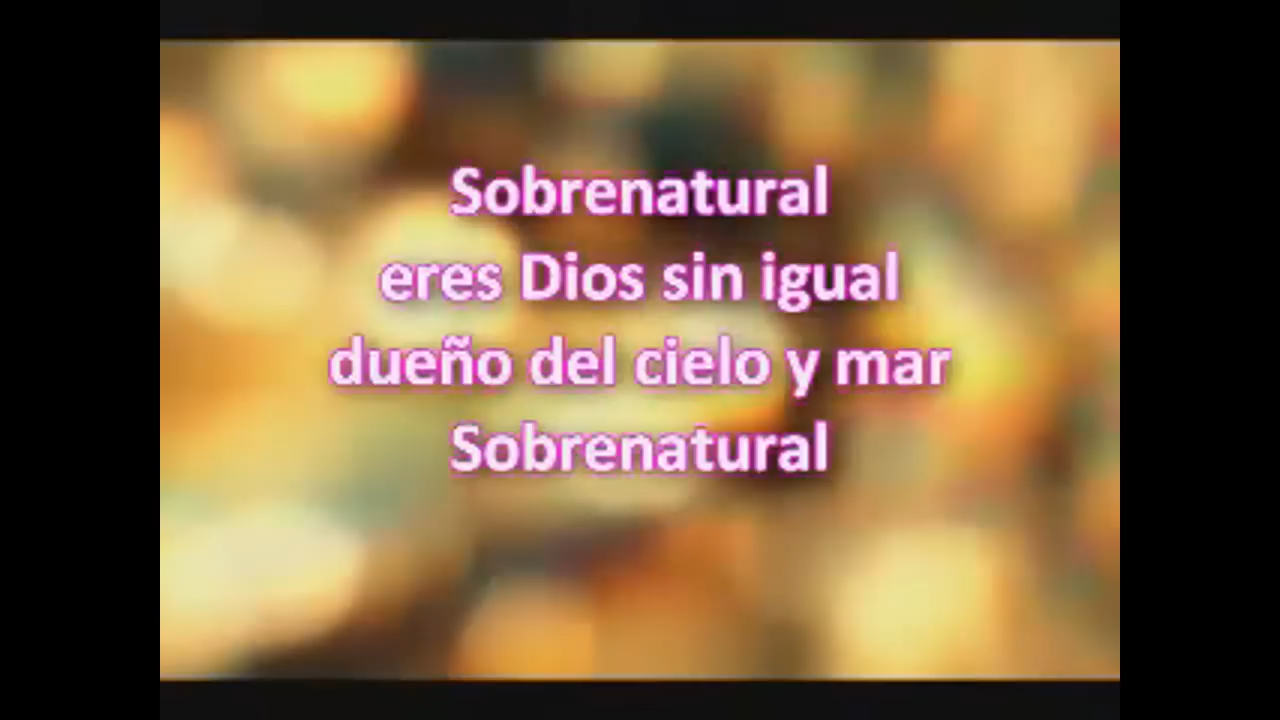 Sobrenatural
eres Dios sin igual
dueño del cielo y mar
Sobrenatural